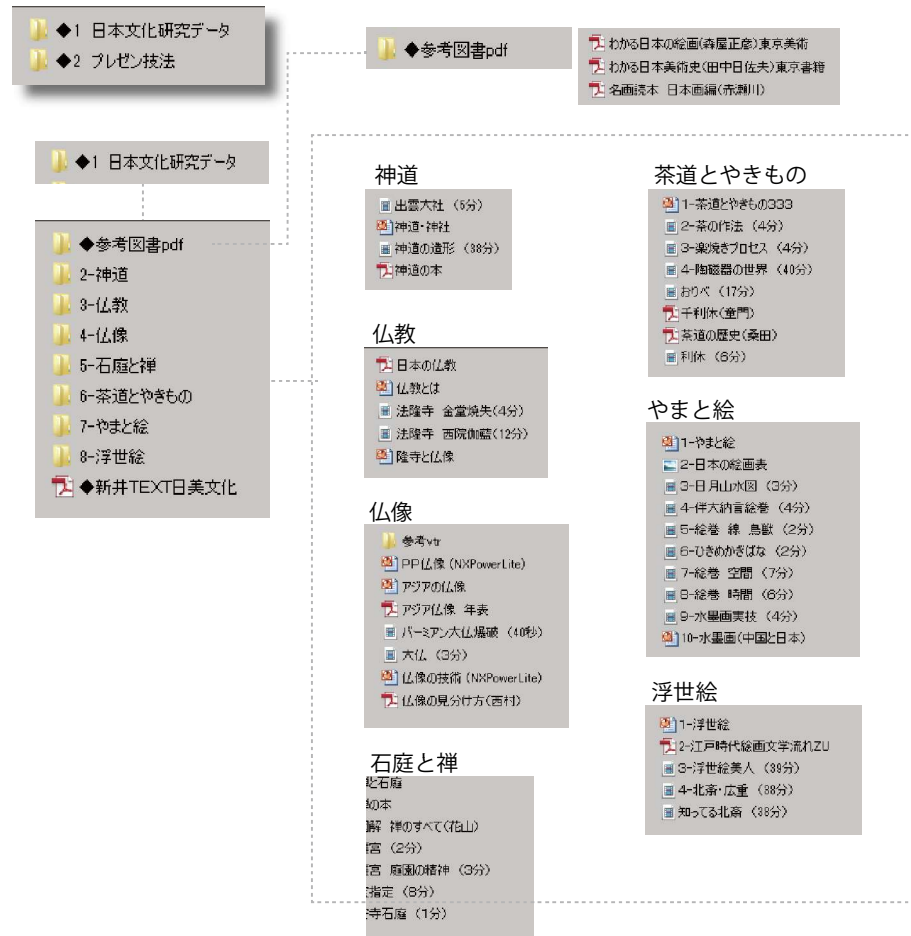 ◆1 日本文化研究データ
◆2 プレゼン技法
◆参考図書pdf
わかる日本の絵画(森屋正彦)東京美術
わかる日本美術史(田中日佐夫)東京書籍
名画読本 日本画編(赤瀬川)
◆1 日本文化研究データ
◆参考図書pdf
2-神道
3-仏教
4-仏像
5-石庭と禅
6-茶道とやきもの
7-やまと絵
8-浮世絵
◆新井TEXT日美文化
神道
出雲大社 (5分)
神道・神社
神道の造形 (38分)
神道の本
仏教
日本の仏教
仏教とは
法隆寺 金堂焼失(4分)
法隆寺 西院伽藍(12分)
隆寺と仏像
仏像
参考vtr
PP仏像 (NXPowerLite)
アジアの仏像
アジア仏像 年表
バーミアン大仏爆破 (40秒)
大仏 (3分)
仏像の技術 (NXPowerLite)
仏像の見分け方(西村)
石庭と禅
と石庭
の本
解 禅のすべて(花山)
宮 (2分)
宮 庭園の精神 (3分)
指定 (8分)
寺石庭 (1分)
茶道とやきもの
1-茶道とやきもの333
2-茶の作法 (4分)
3-楽焼きプロセス (4分)
4-陶磁器の世界 (40分)
おりべ (17分)
千利休(童門)
茶道の歴史(桑田)
利休 (6分)
やまと絵
1-やまと絵
2-日本の絵画表
3-日月山水図 (3分)
4-伴大納言絵巻 (4分)
5-絵巻 線 鳥獣 (2分)
6-ひきめかぎばな (2分)
7-絵巻 空間 (7分)
8-絵巻 時間 (6分)
9-水墨画実技 (4分)
10-水墨画(中国と日本)
浮世絵
1-浮世絵
2-江戸時代絵画文学流れZU
3-浮世絵美人 (39分)
4-北斎・広重 (38分)
知ってる北斎 (38分)